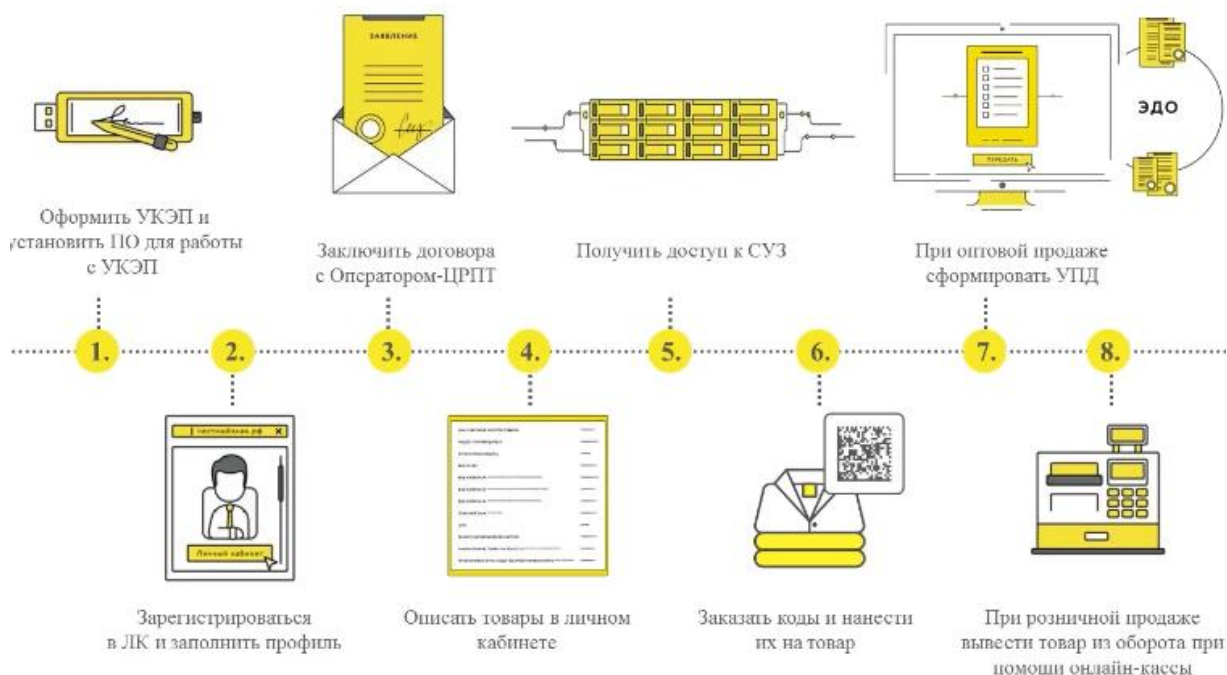 ЗАЯВЛЕНИЕ
ПЕРЕДАТЬ
ЭДО
Оформить УКЭП и
установить ПО для работы
с УКЭП
Заключить договора
с Оператором-ЦРПТ
Получить доступ к СУЗ
При оптовой продаже
сформировать УПД
1.
2.
3.
4.
5.
6.
7.
8.
честныйзнак.рф
Личный кабинет
Зарегистрироваться
в ЛК и заполнить профиль
Описать товары в личном
кабинете
Заказать коды и нанести
их на товар
При розничной продаже
вывести товар из оборота при
помощи онлайн-кассы